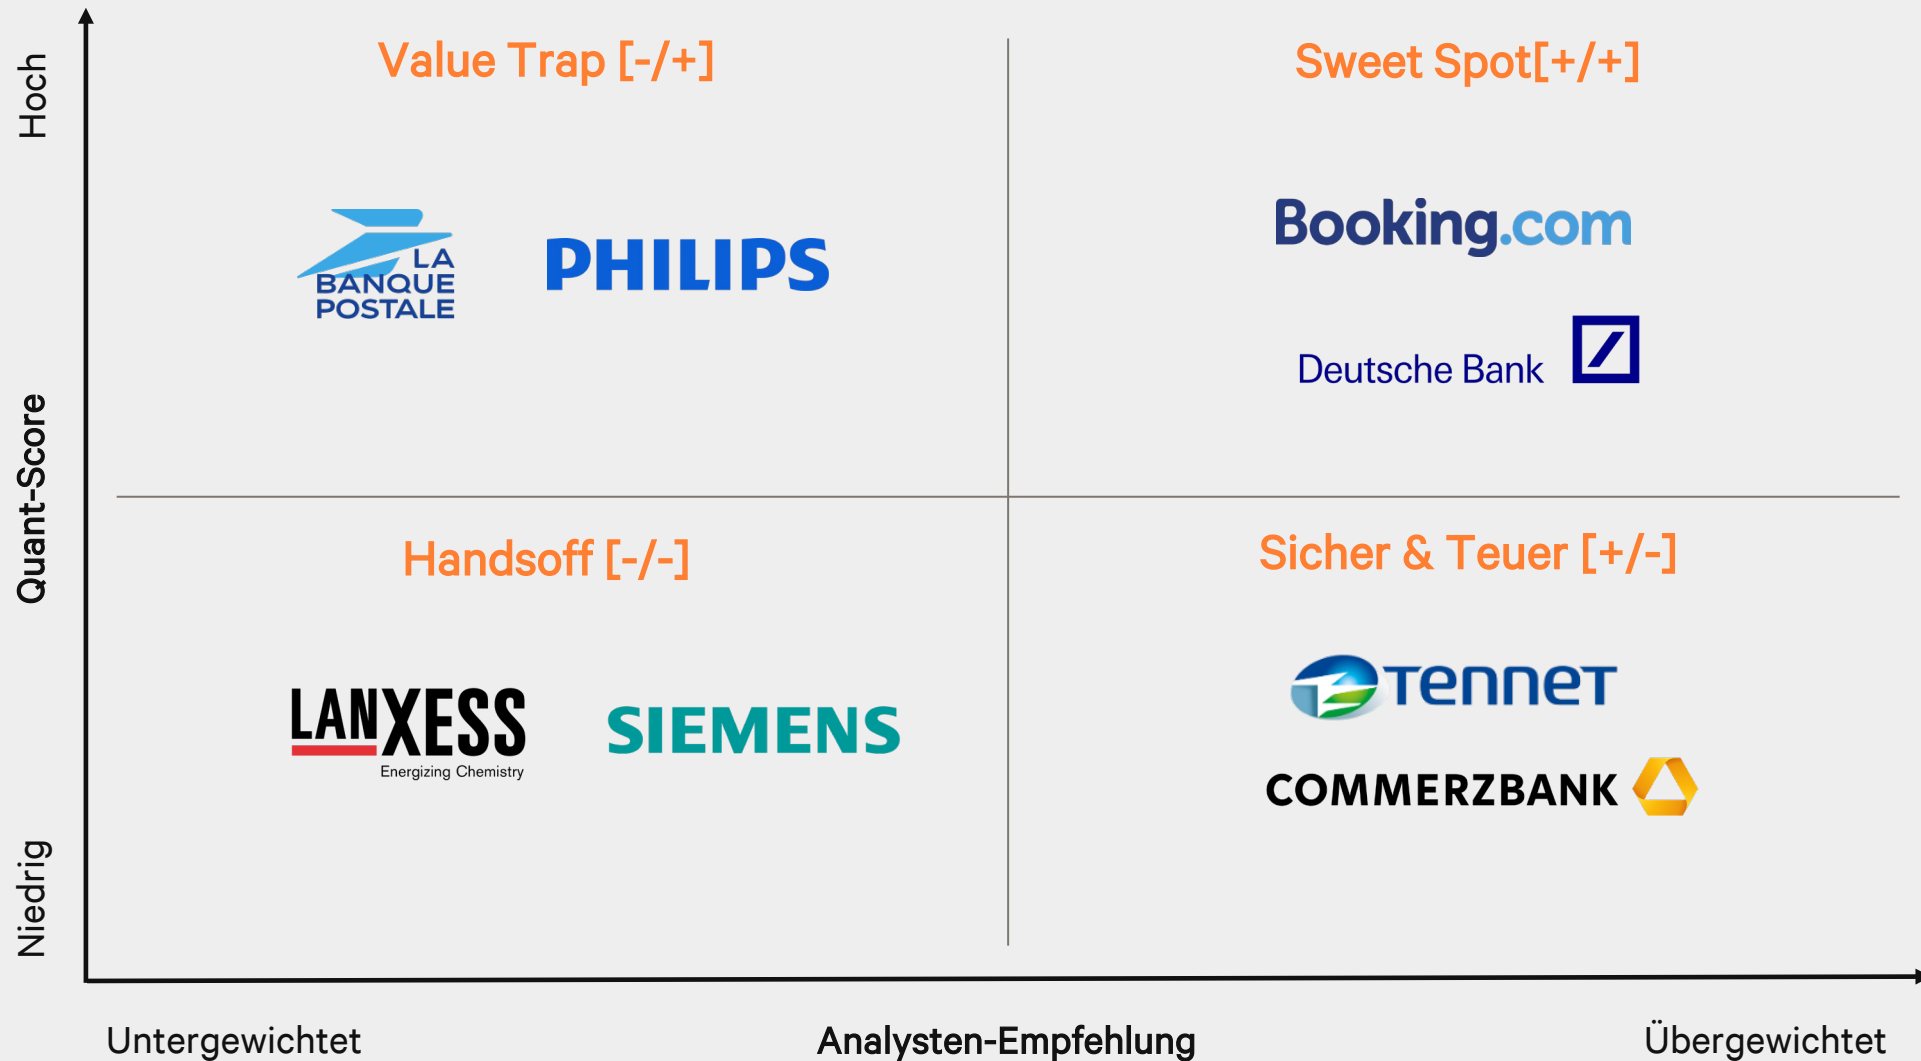 Value Trap [-/+]
Sweet Spot[+/+]
Hoch
LA
BANQUE
POSTALE
PHILIPS
Booking.com
Deutsche Bank
Quant-Score
Handsoff [-/-]
Sicher & Teuer [+/-]
LANXESS
Energizing Chemistry
SIEMENS
TenneT
COMMERZBANK
Niedrig
Untergewichtet
Analysten-Empfehlung
Übergewichtet